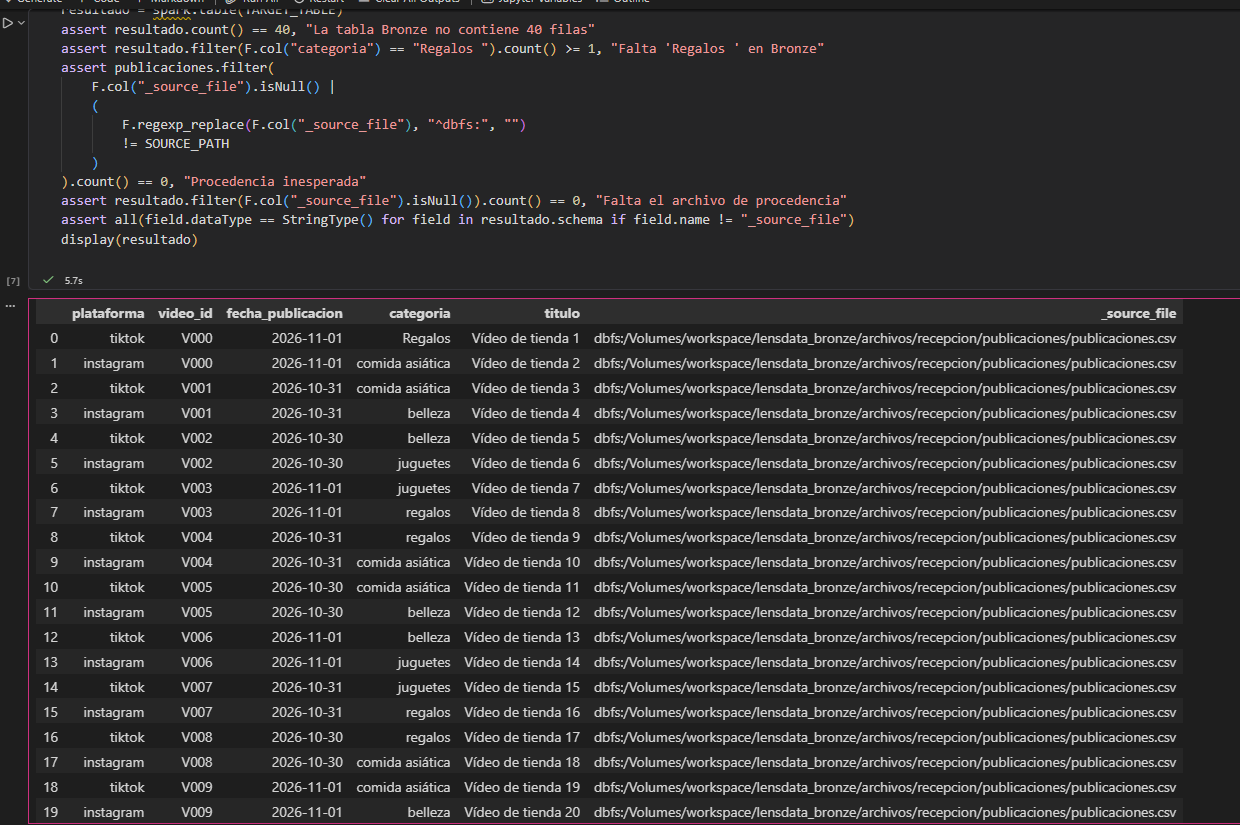 Generate + Code + Markdown Run All Restart Clear All Outputs Jupyter Variables Outline
resultado = spark.table(TARGET_TABLE)
assert resultado.count() == 40, "La tabla Bronze no contiene 40 filas"
assert resultado.filter(F.col("categoria") == "Regalos ").count() >= 1, "Falta 'Regalos ' en Bronze"
assert publicaciones.filter(
F.col("_source_file").isNull() |
(
F.regexp_replace(F.col("_source_file"), "^dbfs:", "")
!= SOURCE_PATH
)
).count() == 0, "Procedencia inesperada"
assert resultado.filter(F.col("_source_file").isNull()).count() == 0, "Falta el archivo de procedencia"
assert all(field.dataType == StringType() for field in resultado.schema if field.name != "_source_file")
display(resultado)
[7] 5.7s
... plataforma video_id fecha_publicacion categoria titulo _source_file
0 tiktok V000 2026-11-01 Regalos Vídeo de tienda 1 dbfs:/Volumes/workspace/lensdata_bronze/archivos/recepcion/publicaciones/publicaciones.csv
1 instagram V000 2026-11-01 comida asiática Vídeo de tienda 2 dbfs:/Volumes/workspace/lensdata_bronze/archivos/recepcion/publicaciones/publicaciones.csv
2 tiktok V001 2026-10-31 comida asiática Vídeo de tienda 3 dbfs:/Volumes/workspace/lensdata_bronze/archivos/recepcion/publicaciones/publicaciones.csv
3 instagram V001 2026-10-31 belleza Vídeo de tienda 4 dbfs:/Volumes/workspace/lensdata_bronze/archivos/recepcion/publicaciones/publicaciones.csv
4 tiktok V002 2026-10-30 belleza Vídeo de tienda 5 dbfs:/Volumes/workspace/lensdata_bronze/archivos/recepcion/publicaciones/publicaciones.csv
5 instagram V002 2026-10-30 juguetes Vídeo de tienda 6 dbfs:/Volumes/workspace/lensdata_bronze/archivos/recepcion/publicaciones/publicaciones.csv
6 tiktok V003 2026-11-01 juguetes Vídeo de tienda 7 dbfs:/Volumes/workspace/lensdata_bronze/archivos/recepcion/publicaciones/publicaciones.csv
7 instagram V003 2026-11-01 regalos Vídeo de tienda 8 dbfs:/Volumes/workspace/lensdata_bronze/archivos/recepcion/publicaciones/publicaciones.csv
8 tiktok V004 2026-10-31 regalos Vídeo de tienda 9 dbfs:/Volumes/workspace/lensdata_bronze/archivos/recepcion/publicaciones/publicaciones.csv
9 instagram V004 2026-10-31 comida asiática Vídeo de tienda 10 dbfs:/Volumes/workspace/lensdata_bronze/archivos/recepcion/publicaciones/publicaciones.csv
10 tiktok V005 2026-10-30 comida asiática Vídeo de tienda 11 dbfs:/Volumes/workspace/lensdata_bronze/archivos/recepcion/publicaciones/publicaciones.csv
11 instagram V005 2026-10-30 belleza Vídeo de tienda 12 dbfs:/Volumes/workspace/lensdata_bronze/archivos/recepcion/publicaciones/publicaciones.csv
12 tiktok V006 2026-11-01 belleza Vídeo de tienda 13 dbfs:/Volumes/workspace/lensdata_bronze/archivos/recepcion/publicaciones/publicaciones.csv
13 instagram V006 2026-11-01 juguetes Vídeo de tienda 14 dbfs:/Volumes/workspace/lensdata_bronze/archivos/recepcion/publicaciones/publicaciones.csv
14 tiktok V007 2026-10-31 juguetes Vídeo de tienda 15 dbfs:/Volumes/workspace/lensdata_bronze/archivos/recepcion/publicaciones/publicaciones.csv
15 instagram V007 2026-10-31 regalos Vídeo de tienda 16 dbfs:/Volumes/workspace/lensdata_bronze/archivos/recepcion/publicaciones/publicaciones.csv
16 tiktok V008 2026-10-30 regalos Vídeo de tienda 17 dbfs:/Volumes/workspace/lensdata_bronze/archivos/recepcion/publicaciones/publicaciones.csv
17 instagram V008 2026-10-30 comida asiática Vídeo de tienda 18 dbfs:/Volumes/workspace/lensdata_bronze/archivos/recepcion/publicaciones/publicaciones.csv
18 tiktok V009 2026-11-01 comida asiática Vídeo de tienda 19 dbfs:/Volumes/workspace/lensdata_bronze/archivos/recepcion/publicaciones/publicaciones.csv
19 instagram V009 2026-11-01 belleza Vídeo de tienda 20 dbfs:/Volumes/workspace/lensdata_bronze/archivos/recepcion/publicaciones/publicaciones.csv